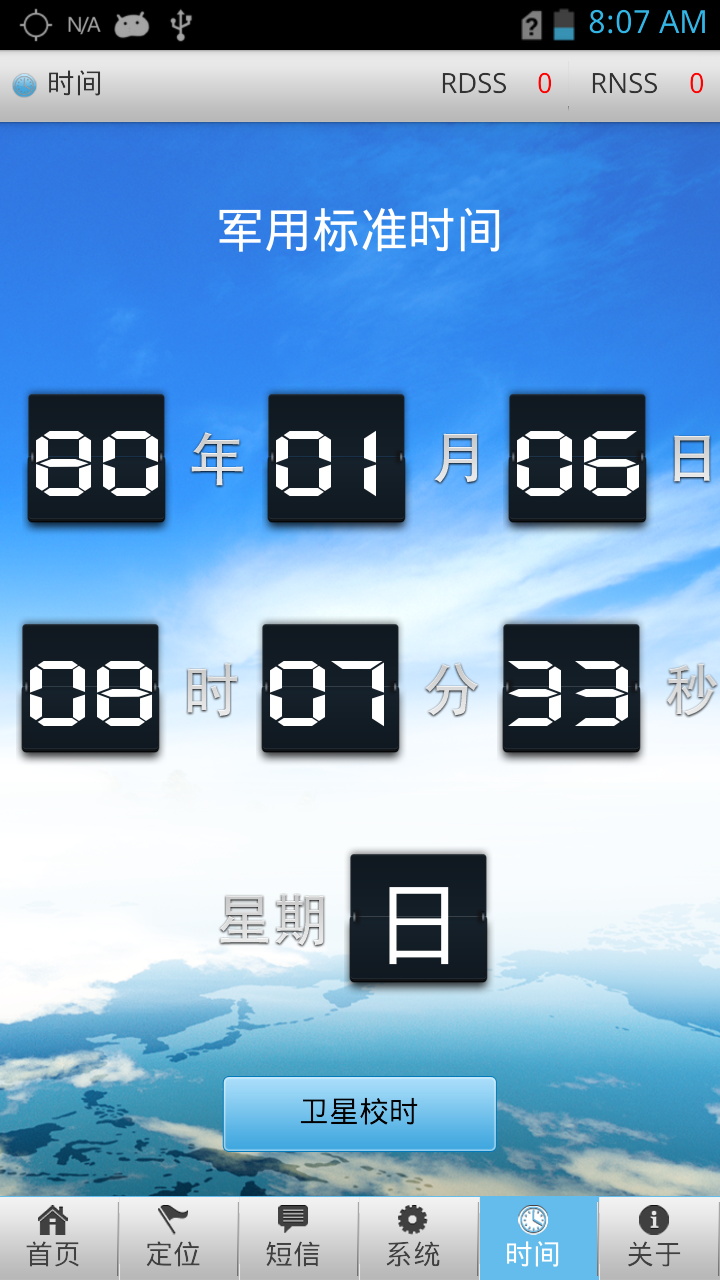 N/A 8:07 AM
时间 RDSS 0 RNSS 0
军用标准时间
80 年 01 月 06 日
08 时 07 分 33 秒
星期 日
卫星校时
首页 定位 短信 系统 时间 关于